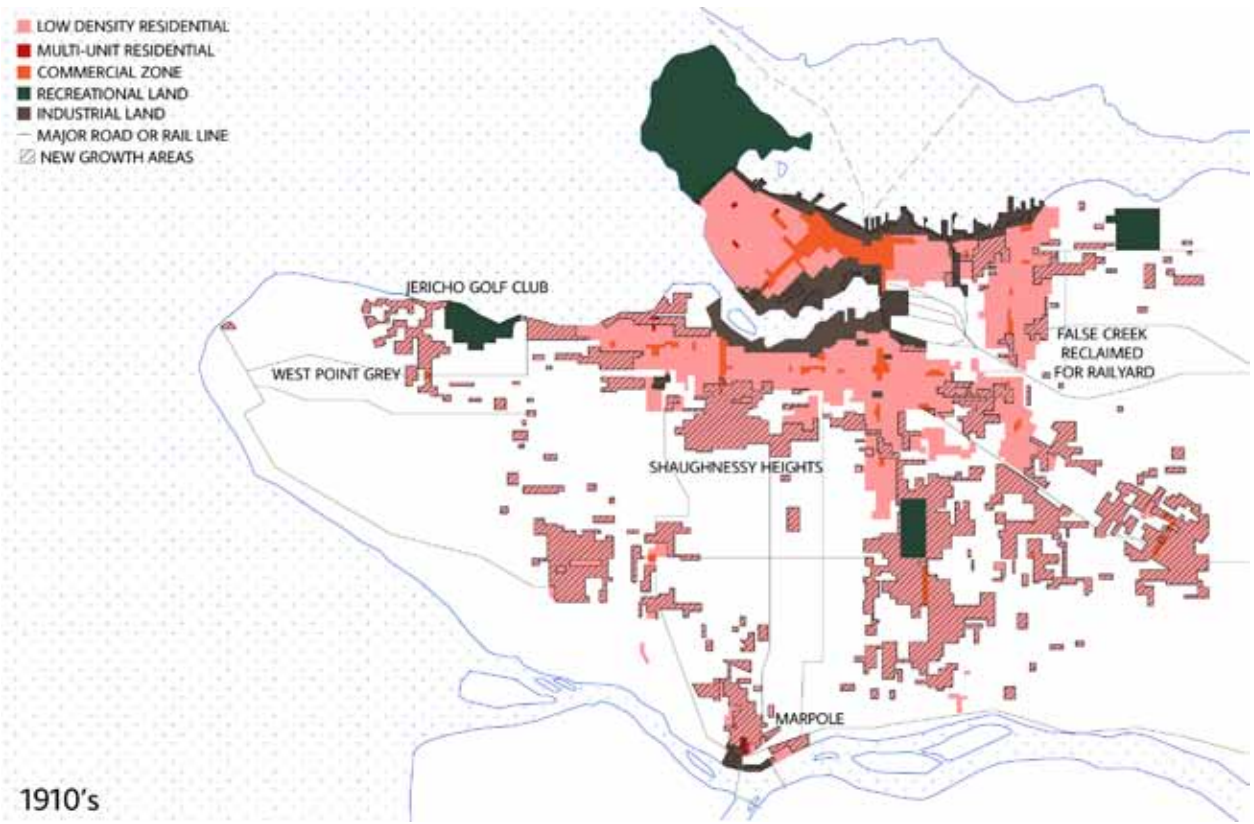 LOW DENSITY RESIDENTIAL
MULTI-UNIT RESIDENTIAL
COMMERCIAL ZONE
RECREATIONAL LAND
INDUSTRIAL LAND
MAJOR ROAD OR RAIL LINE
NEW GROWTH AREAS
JERICHO GOLF CLUB
WEST POINT GREY
FALSE CREEK
RECLAIMED
FOR RAILYARD
SHAUGHNESSY HEIGHTS
MARPOLE
1910's